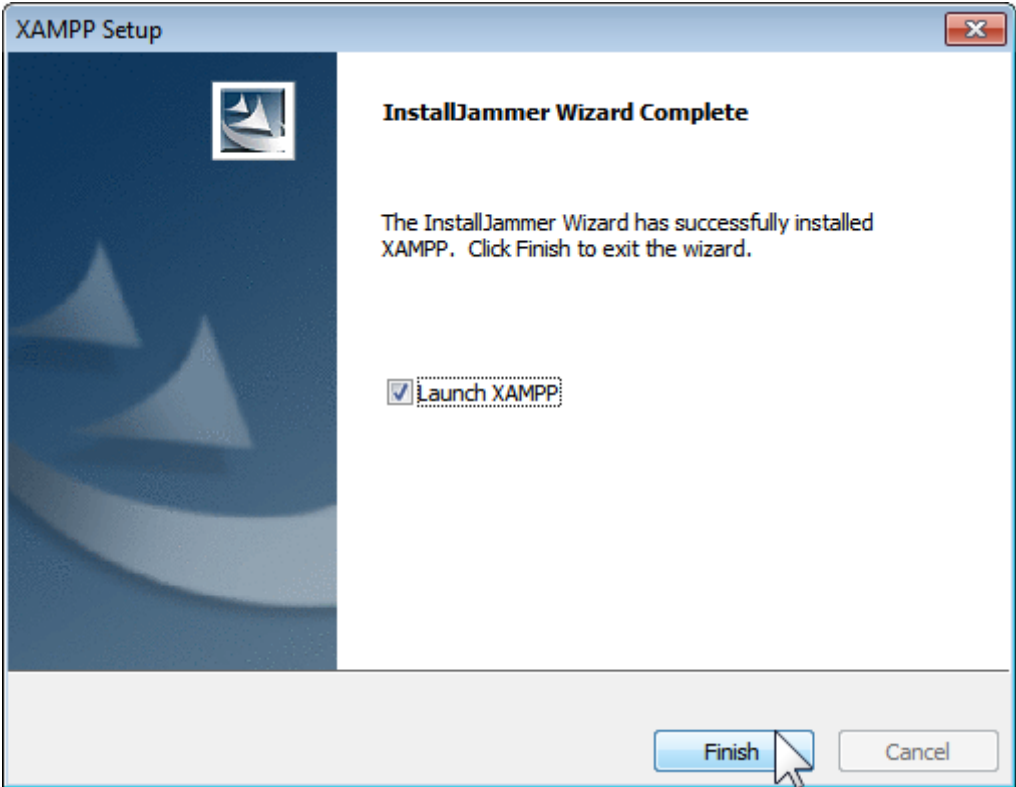 XAMPP Setup
InstallJammer Wizard Complete
The InstallJammer Wizard has successfully installed
XAMPP.  Click Finish to exit the wizard.
Launch XAMPP
Finish
Cancel